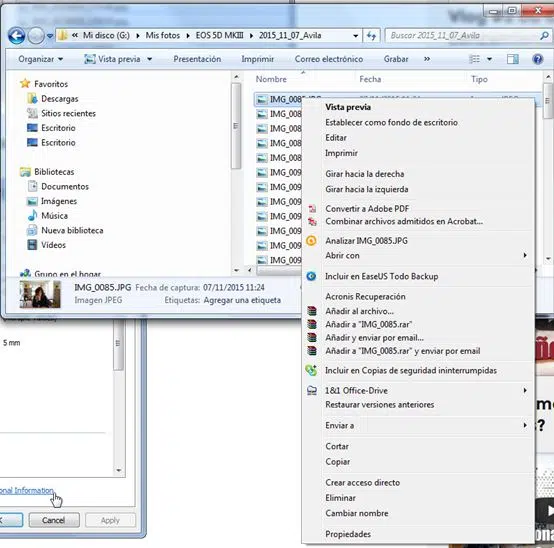 « Mi disco (G:) ▸ Mis fotos ▸ EOS 5D MKIII ▸ 2015_11_07_Avila
Buscar 2015_11_07_Avila
Organizar
Vista previa
Presentación
Imprimir
Correo electrónico
Grabar
»
Favoritos
Descargas
Sitios recientes
Escritorio
Escritorio
Bibliotecas
Documentos
Imágenes
Música
Nueva biblioteca
Vídeos
Grupo en el hogar
Nombre
Fecha
Tipo
IMG_0085.JPG
IMG_00
IMG_00
IMG_00
IMG_00
IMG_009
IMG_009
IMG_009
IMG_009
IMG_009
IMG_009
IMG_0085.JPG
Fecha de captura: 07/11/2015 11:24
Imagen JPEG
Etiquetas: Agregar una etiqueta
Vista previa
Establecer como fondo de escritorio
Editar
Imprimir
Girar hacia la derecha
Girar hacia la izquierda
Convertir a Adobe PDF
Combinar archivos admitidos en Acrobat...
Analizar IMG_0085.JPG
Abrir con
Incluir en EaseUS Todo Backup
Acronis Recuperación
Añadir al archivo...
Añadir a "IMG_0085.rar"
Añadir y enviar por email...
Añadir a "IMG_0085.rar" y enviar por email
Incluir en Copias de seguridad ininterrumpidas
1&1 Office-Drive
Restaurar versiones anteriores
Enviar a
Cortar
Copiar
Crear acceso directo
Eliminar
Cambiar nombre
Propiedades
5 mm
onal Information
K
Cancel
Apply